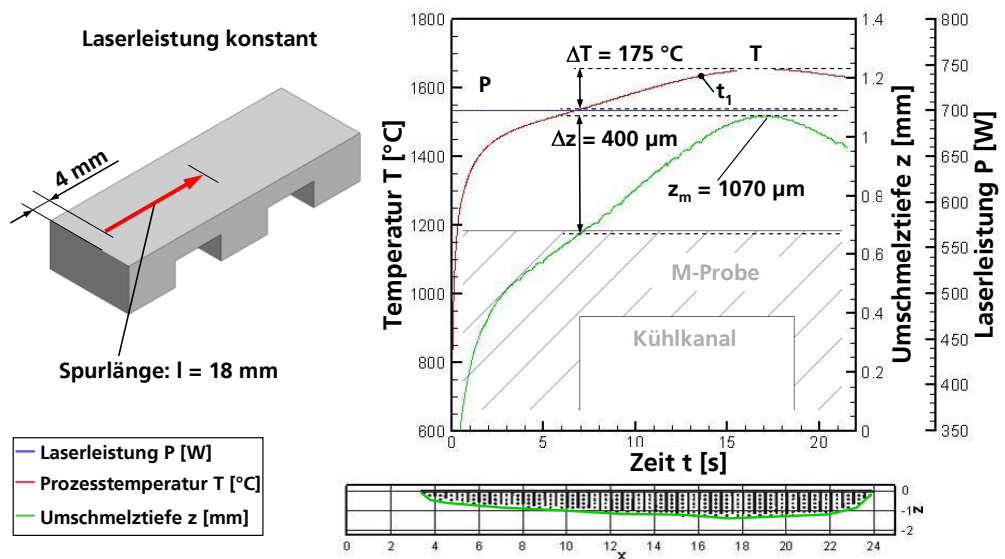 Laserleistung konstant
4 mm
Spurlänge: l = 18 mm
Laserleistung P [W]
Prozesstemperatur T [°C]
Umschmelztiefe z [mm]
Temperatur T [°C]
1800
1600
1400
1200
1000
800
600
P
ΔT = 175 °C
T
t1
Δz = 400 µm
zm = 1070 µm
M-Probe
Kühlkanal
0
5
10
15
20
Zeit t [s]
1.4
1.2
1
0.8
0.6
0.4
0.2
0
Umschmelztiefe z [mm]
800
750
700
650
600
550
500
450
400
350
Laserleistung P [W]
0
-1
-2
z
0 2 4 6 8 10 12 14 16 18 20 22 24
x